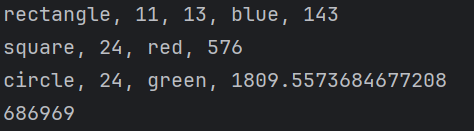 rectangle, 11, 13, blue, 143
square, 24, red, 576
circle, 24, green, 1809.5573684677208
686969